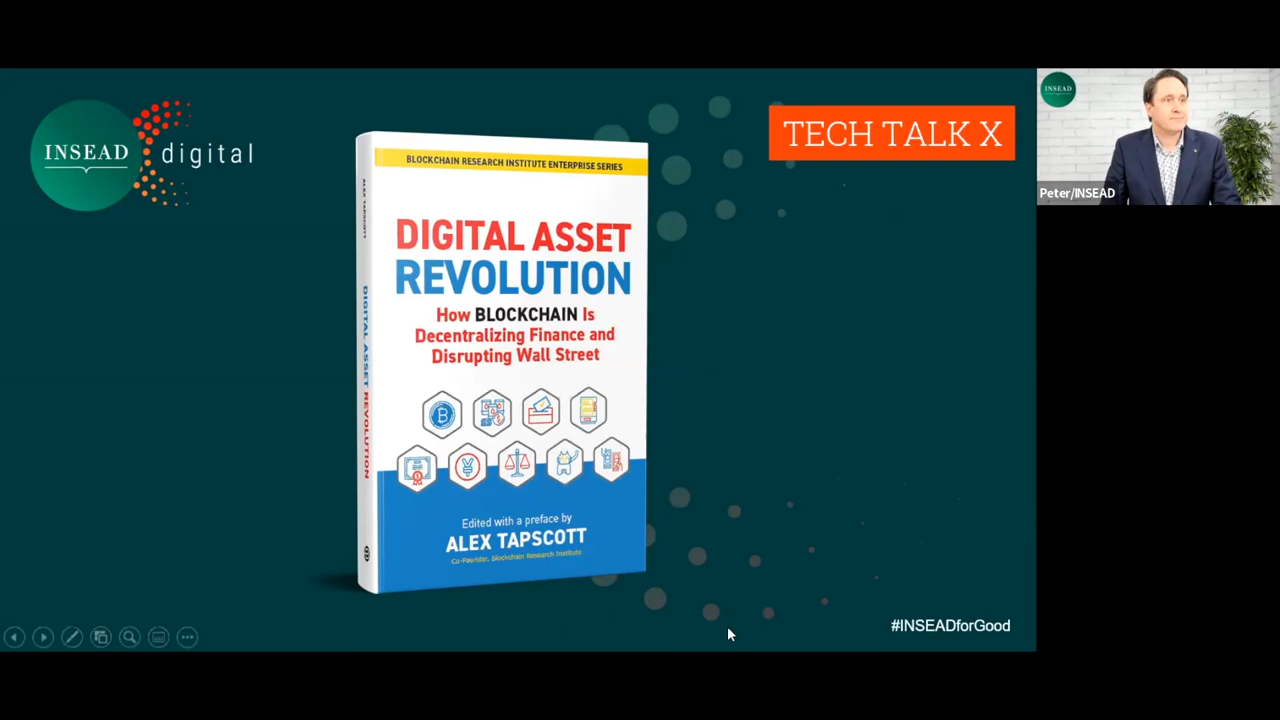 INSEAD
digital
TECH TALK X
INSEAD
Peter/INSEAD
BLOCKCHAIN RESEARCH INSTITUTE ENTERPRISE SERIES
DIGITAL ASSET
REVOLUTION
How BLOCKCHAIN Is
Decentralizing Finance and
Disrupting Wall Street
Edited with a preface by
ALEX TAPSCOTT
Co-Founder, Blockchain Research Institute
ALEX TAPSCOTT
DIGITAL ASSET REVOLUTION
#INSEADforGood